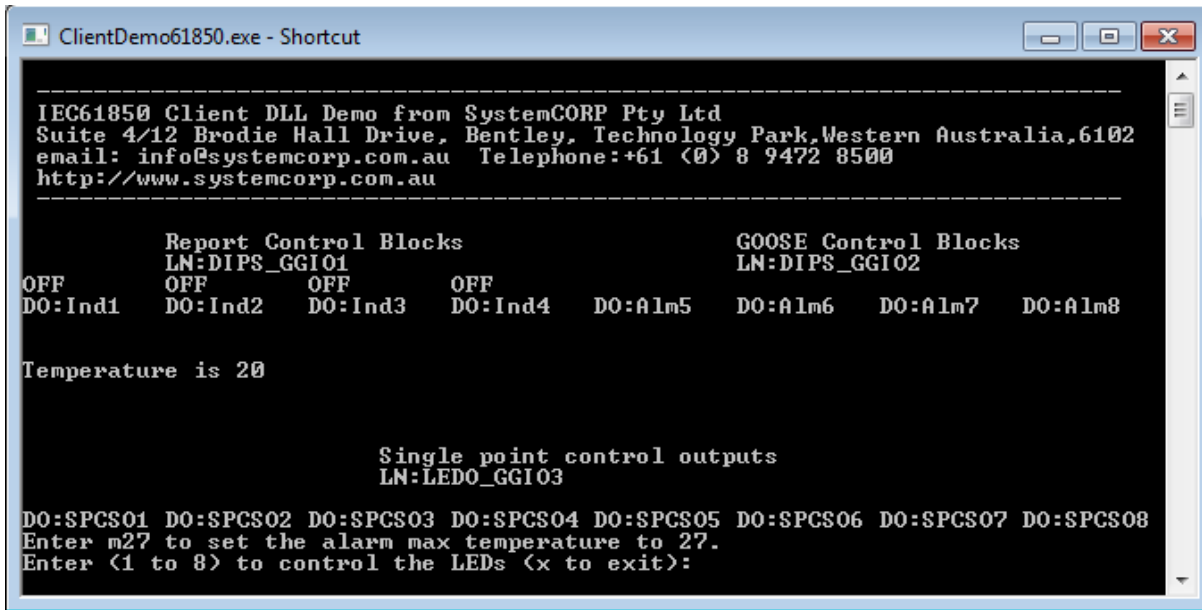 ClientDemo61850.exe - Shortcut
IEC61850 Client DLL Demo from SystemCORP Pty Ltd
Suite 4/12 Brodie Hall Drive, Bentley, Technology Park,Western Australia,6102
email: info@systemcorp.com.au  Telephone:+61 (0) 8 9472 8500
http://www.systemcorp.com.au
Report Control Blocks GOOSE Control Blocks
LN:DIPS_GGIO1 LN:DIPS_GGIO2
OFF OFF OFF OFF
DO:Ind1 DO:Ind2 DO:Ind3 DO:Ind4 DO:Alm5 DO:Alm6 DO:Alm7 DO:Alm8
Temperature is 20
Single point control outputs
LN:LEDO_GGIO3
DO:SPCSO1 DO:SPCSO2 DO:SPCSO3 DO:SPCSO4 DO:SPCSO5 DO:SPCSO6 DO:SPCSO7 DO:SPCSO8
Enter m27 to set the alarm max temperature to 27.
Enter (1 to 8) to control the LEDs (x to exit):